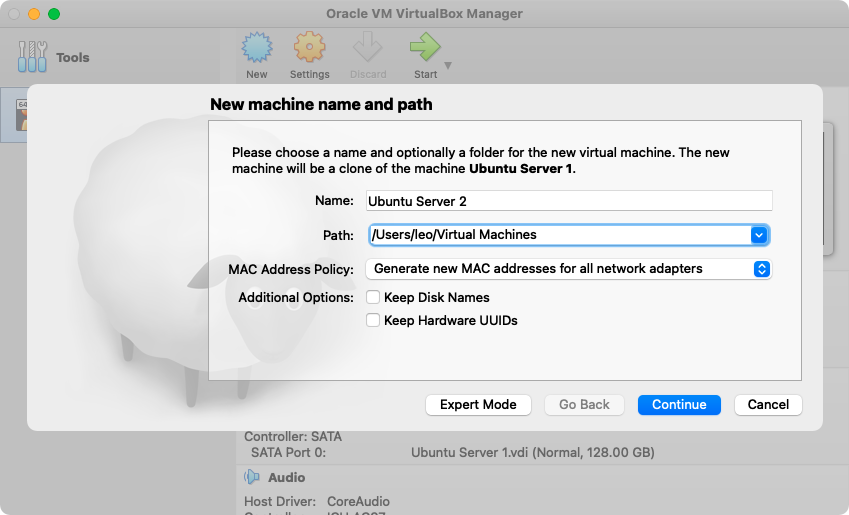 Oracle VM VirtualBox Manager
Tools
New
Settings
Discard
Start
64
New machine name and path
Please choose a name and optionally a folder for the new virtual machine. The new
machine will be a clone of the machine Ubuntu Server 1.
Name: Ubuntu Server 2
Path: /Users/leo/Virtual Machines
MAC Address Policy: Generate new MAC addresses for all network adapters
Additional Options: Keep Disk Names
Keep Hardware UUIDs
Expert Mode
Go Back
Continue
Cancel
Controller: SATA
SATA Port 0: Ubuntu Server 1.vdi (Normal, 128.00 GB)
Audio
Host Driver: CoreAudio